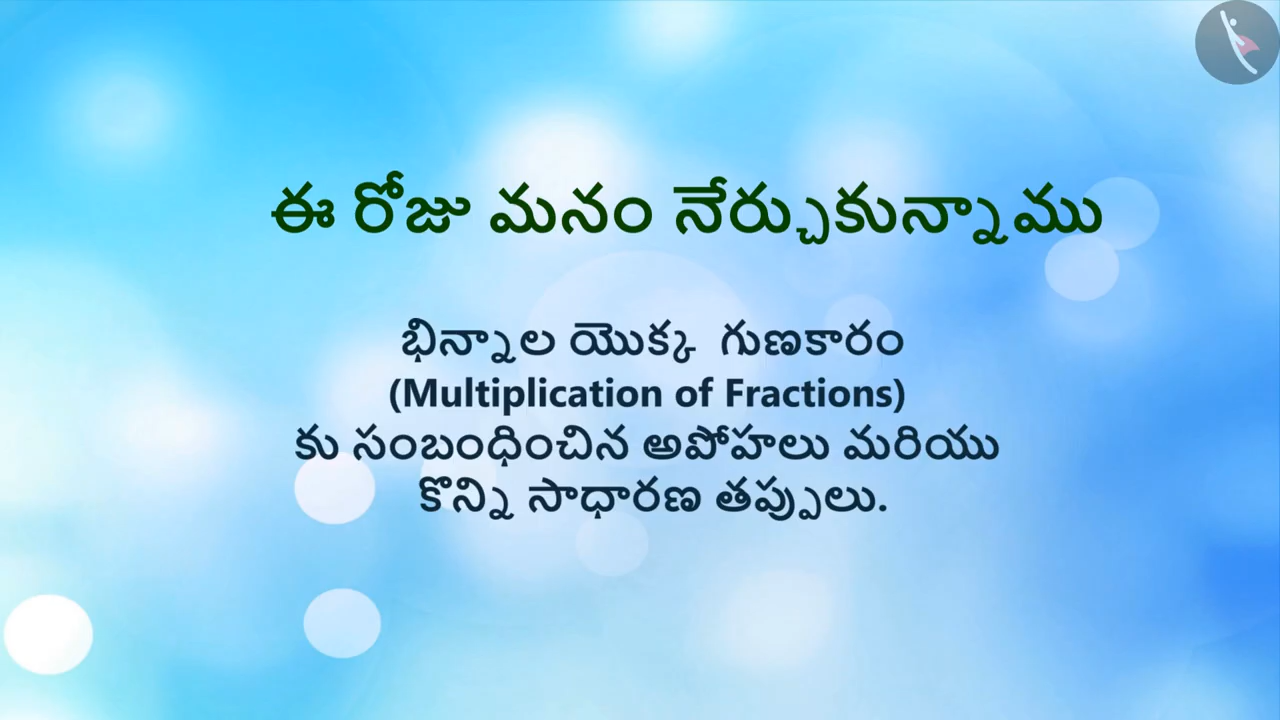 ఈ రోజు మనం నేర్చుకున్నాము
భిన్నాల యొక్క గుణకారం
(Multiplication of Fractions)
కు సంబంధించిన అపోహలు మరియు
కొన్ని సాధారణ తప్పులు.